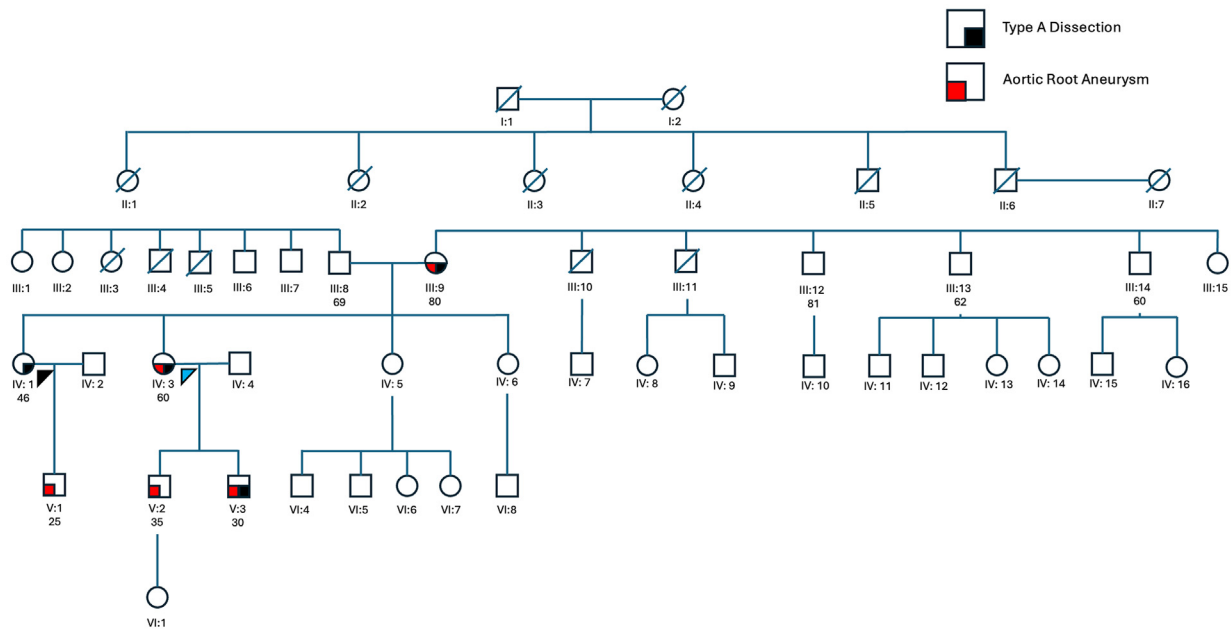 Type A Dissection
Aortic Root Aneurysm
I:1 I:2
II:1 II:2 II:3 II:4 II:5 II:6 II:7
III:1 III:2 III:3 III:4 III:5 III:6 III:7 III:8 III:9 III:10 III:11 III:12 III:13 III:14 III:15
69 80 81 62 60
IV: 1 IV: 2 IV: 3 IV: 4 IV: 5 IV: 6 IV: 7 IV: 8 IV: 9 IV: 10 IV: 11 IV: 12 IV: 13 IV: 14 IV: 15 IV: 16
46 60
V:1 V:2 V:3 VI:4 VI:5 VI:6 VI:7 VI:8
25 35 30
VI:1